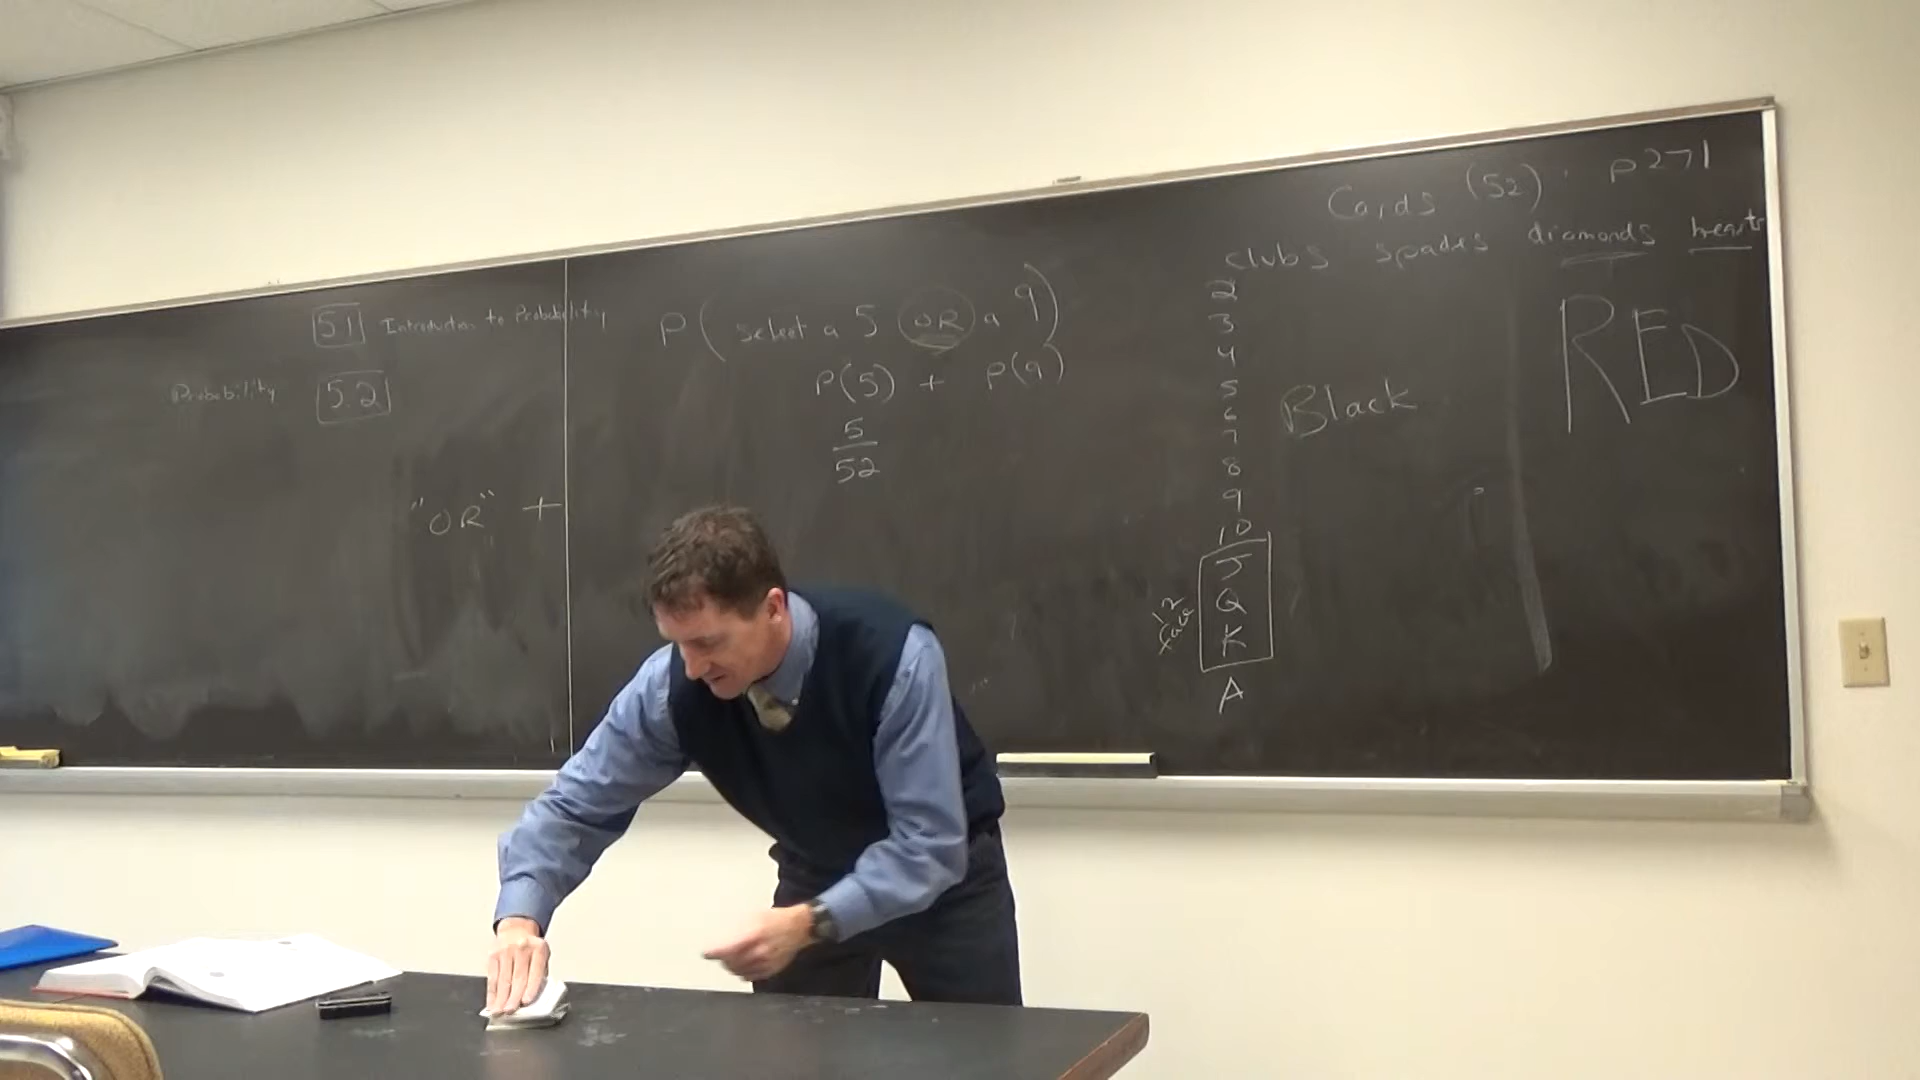 5.1 Introduction to Probability
Probability 5.2
"OR" +
P(select a 5 OR a 9)
P(5) + P(9)
5
52
Cards (52) . P271
clubs spades diamonds hearts
2
3
4
5
6
7
8
9
10
J
Q
K
A
12
face
Black
RED